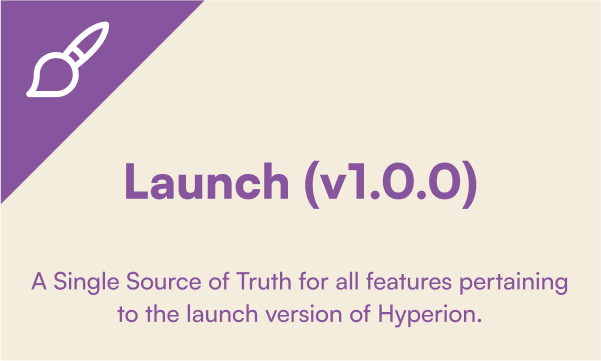 Launch (v1.0.0)
A Single Source of Truth for all features pertaining
to the launch version of Hyperion.